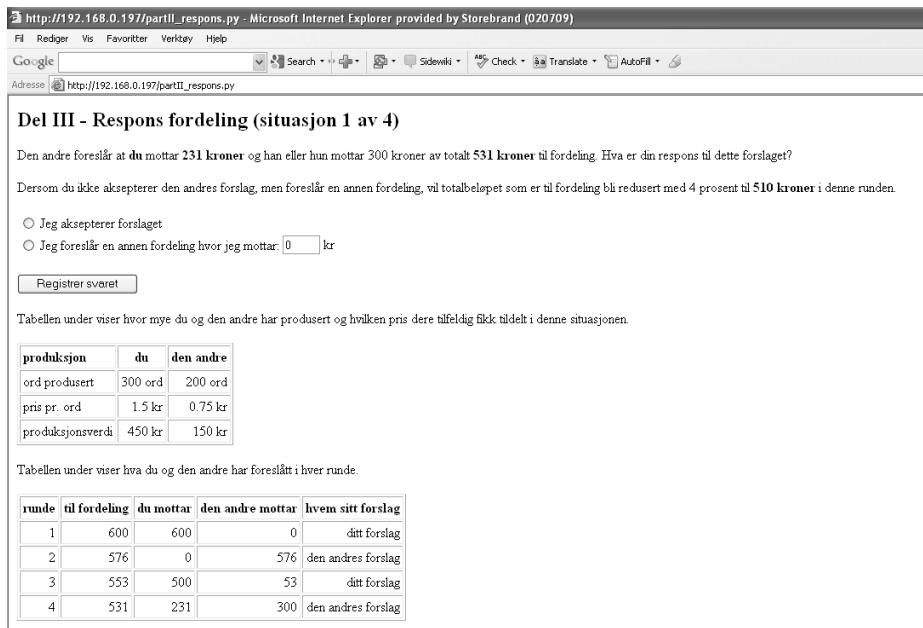 http://192.168.0.197/partII_respons.py - Microsoft Internet Explorer provided by Storebrand (020709)
Fil Rediger Vis Favoritter Verktøy Hjelp
Google Search Sidewiki Check Translate AutoFill
Adresse http://192.168.0.197/partII_respons.py
Del III - Respons fordeling (situasjon 1 av 4)
Den andre foreslår at du mottar 231 kroner og han eller hun mottar 300 kroner av totalt 531 kroner til fordeling. Hva er din respons til dette forslaget?
Dersom du ikke aksepterer den andres forslag, men foreslår en annen fordeling, vil totalbeløpet som er til fordeling bli redusert med 4 prosent til 510 kroner i denne runden.
Jeg aksepterer forslaget
Jeg foreslår en annen fordeling hvor jeg mottar: 0 kr
Registrer svaret
Tabellen under viser hvor mye du og den andre har produsert og hvilken pris dere tilfeldig fikk tildelt i denne situasjonen.
produksjon du den andre
ord produsert 300 ord 200 ord
pris pr. ord 1.5 kr 0.75 kr
produksjonsverdi 450 kr 150 kr
Tabellen under viser hva du og den andre har foreslått i hver runde.
runde til fordeling du mottar den andre mottar hvem sitt forslag
1 600 600 0 ditt forslag
2 576 0 576 den andres forslag
3 553 500 53 ditt forslag
4 531 231 300 den andres forslag